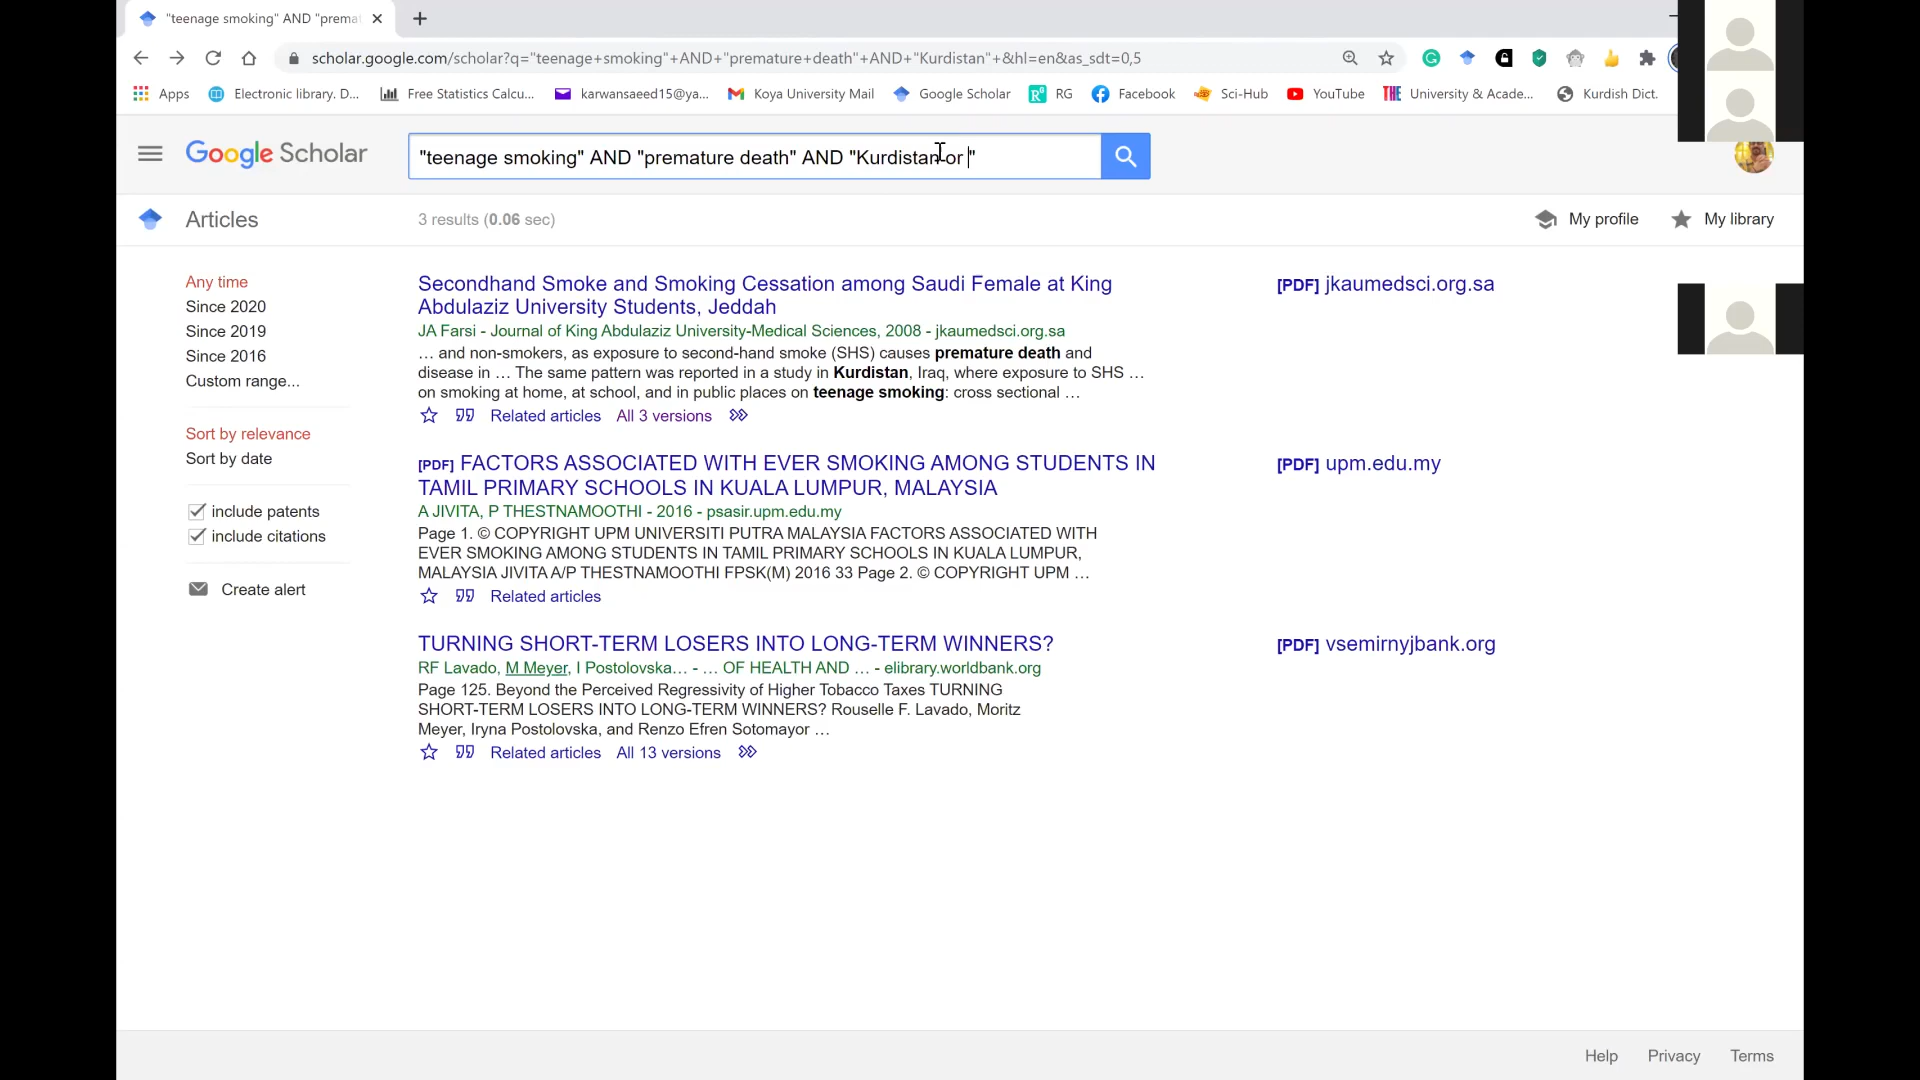 "teenage smoking" AND "prema
scholar.google.com/scholar?q="teenage+smoking"+AND+"premature+death"+AND+"Kurdistan"+&hl=en&as_sdt=0,5
Apps Electronic library. D... Free Statistics Calcu... karwansaeed15@ya... Koya University Mail Google Scholar RG Facebook Sci-Hub YouTube THE University & Acade... Kurdish Dict.
Google Scholar
"teenage smoking" AND "premature death" AND "Kurdistan or "
Articles
3 results (0.06 sec)
My profile
My library
Any time
Since 2020
Since 2019
Since 2016
Custom range...
Sort by relevance
Sort by date
include patents
include citations
Create alert
Secondhand Smoke and Smoking Cessation among Saudi Female at King
Abdulaziz University Students, Jeddah
JA Farsi - Journal of King Abdulaziz University-Medical Sciences, 2008 - jkaumedsci.org.sa
… and non-smokers, as exposure to second-hand smoke (SHS) causes premature death and
disease in … The same pattern was reported in a study in Kurdistan, Iraq, where exposure to SHS …
on smoking at home, at school, and in public places on teenage smoking: cross sectional …
Related articles All 3 versions
[PDF] jkaumedsci.org.sa
[PDF] FACTORS ASSOCIATED WITH EVER SMOKING AMONG STUDENTS IN
TAMIL PRIMARY SCHOOLS IN KUALA LUMPUR, MALAYSIA
A JIVITA, P THESTNAMOOTHI - 2016 - psasir.upm.edu.my
Page 1. © COPYRIGHT UPM UNIVERSITI PUTRA MALAYSIA FACTORS ASSOCIATED WITH
EVER SMOKING AMONG STUDENTS IN TAMIL PRIMARY SCHOOLS IN KUALA LUMPUR,
MALAYSIA JIVITA A/P THESTNAMOOTHI FPSK(M) 2016 33 Page 2. © COPYRIGHT UPM …
Related articles
[PDF] upm.edu.my
TURNING SHORT-TERM LOSERS INTO LONG-TERM WINNERS?
RF Lavado, M Meyer, I Postolovska… - … OF HEALTH AND … - elibrary.worldbank.org
Page 125. Beyond the Perceived Regressivity of Higher Tobacco Taxes TURNING
SHORT-TERM LOSERS INTO LONG-TERM WINNERS? Rouselle F. Lavado, Moritz
Meyer, Iryna Postolovska, and Renzo Efren Sotomayor …
Related articles All 13 versions
[PDF] vsemirnyjbank.org
Help Privacy Terms